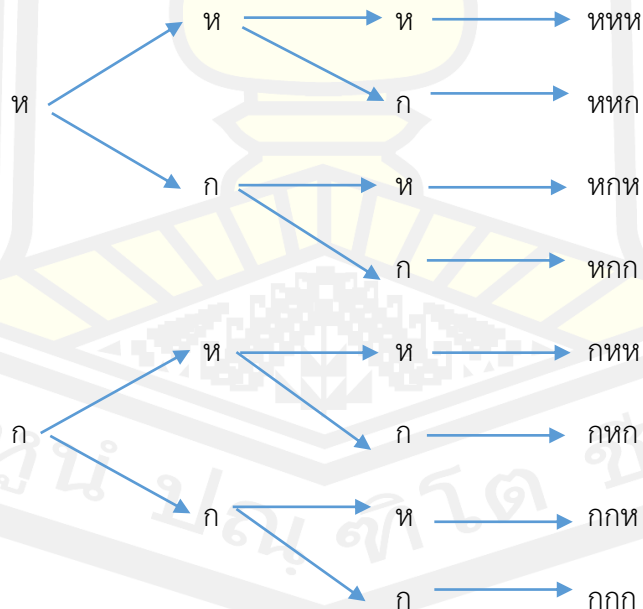 ห ห หหห
ห
ก หหก
ก ห หกห
ก หกก
ห ห กหห
ก
ก กหก
ก ห กกห
ก กกก